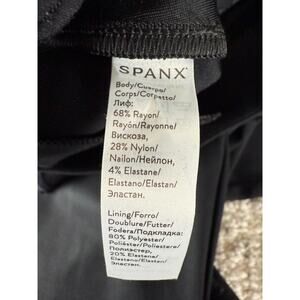 SPANX®
Body/Cuerpo/
Corps/Corpetto/
Лиф:
68% Rayon/
Rayón/Rayonne/
Вискоза,
28% Nylon/
Nailon/Нейлон,
4% Elastane/
Elastano/Elastan/
Эластан.
Lining/Forro/
Doublure/Futter/
Fodera/Подкладка:
80% Polyester/
Poliéster/Poliestere/
Полиэстер,
20% Elastane/
Elastano/Elastan/
Эластан.